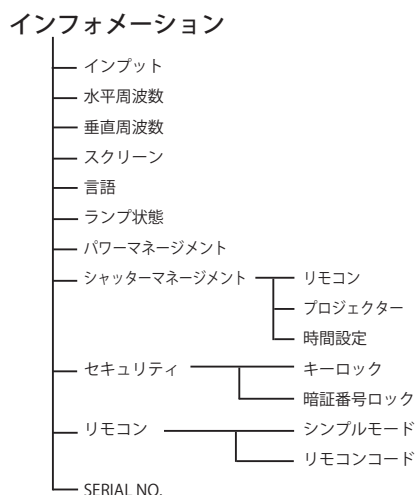 インフォメーション
インプット
水平周波数
垂直周波数
スクリーン
言語
ランプ状態
パワーマネージメント
シャッターマネージメント
リモコン
プロジェクター
時間設定
セキュリティ
キーロック
暗証番号ロック
リモコン
シンプルモード
リモコンコード
SERIAL NO.